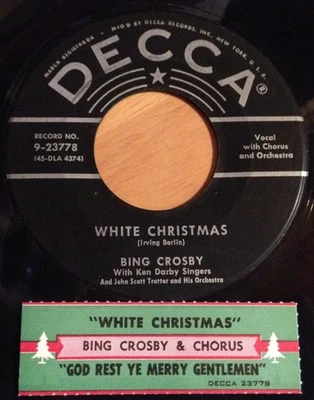 MARCA REGISTRADA • MFR'D BY DECCA RECORDS, INC., NEW YORK, U.S.A.
DECCA®
RECORD NO.
9-23778
(45-DLA 4374)
Vocal
with Chorus
and Orchestra
WHITE CHRISTMAS
(Irving Berlin)
BING CROSBY
With Ken Darby Singers
And John Scott Trotter and His Orchestra
"WHITE CHRISTMAS"
BING CROSBY & CHORUS
"GOD REST YE MERRY GENTLEMEN"
DECCA 23778